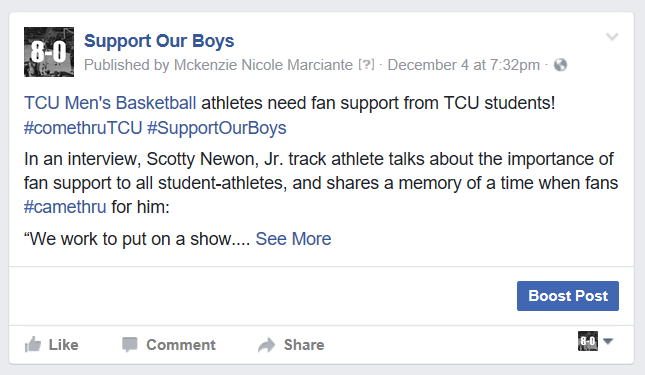 8-0
Support Our Boys
Published by Mckenzie Nicole Marciante [?] · December 4 at 7:32pm ·
TCU Men's Basketball athletes need fan support from TCU students!
#comethruTCU #SupportOurBoys
In an interview, Scotty Newon, Jr. track athlete talks about the importance of
fan support to all student-athletes, and shares a memory of a time when fans
#camethru for him:
“We work to put on a show.... See More
Boost Post
Like Comment Share 8-0